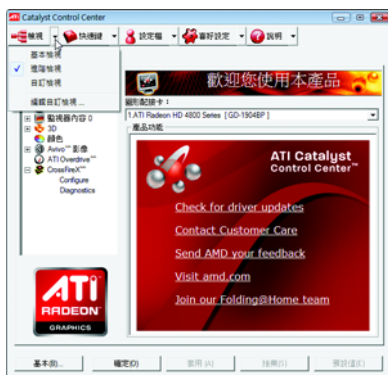 Catalyst Control Center
檢視 快速鍵 設定檔 喜好設定 說明
基本檢視
進階檢視
自訂檢視
編輯自訂檢視 ...
歡迎您使用本產品
圖形配接卡：
1.ATI Radeon HD 4800 Series [ GD-1904BP ]
產品功能
監視器內容 0
3D
顏色
Avivo™ 影像
ATI Overdrive™
CrossFireX™
Configure
Diagnostics
ATI Catalyst
Control Center™
Check for driver updates
Contact Customer Care
Send AMD your feedback
Visit amd.com
Join our Folding@Home team
ATI
RADEON
GRAPHICS
基本(B)... 確定(O) 套用 (A) 捨棄(S) 預設值(E)